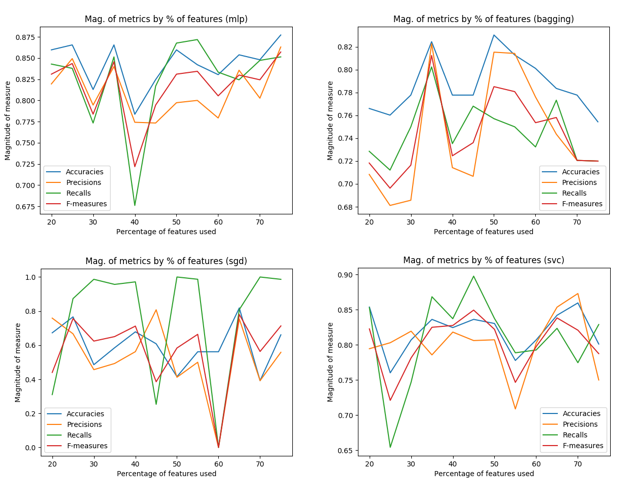 Mag. of metrics by % of features (mlp)
Magnitude of measure
0.875
0.850
0.825
0.800
0.775
0.750
0.725
0.700
0.675
Accuracies
Precisions
Recalls
F-measures
20 30 40 50 60 70
Percentage of features used
Mag. of metrics by % of features (bagging)
Magnitude of measure
0.82
0.80
0.78
0.76
0.74
0.72
0.70
0.68
Accuracies
Precisions
Recalls
F-measures
20 30 40 50 60 70
Percentage of features used
Mag. of metrics by % of features (sgd)
Magnitude of measure
1.0
0.8
0.6
0.4
0.2
0.0
Accuracies
Precisions
Recalls
F-measures
20 30 40 50 60 70
Percentage of features used
Mag. of metrics by % of features (svc)
Magnitude of measure
0.90
0.85
0.80
0.75
0.70
0.65
Accuracies
Precisions
Recalls
F-measures
20 30 40 50 60 70
Percentage of features used